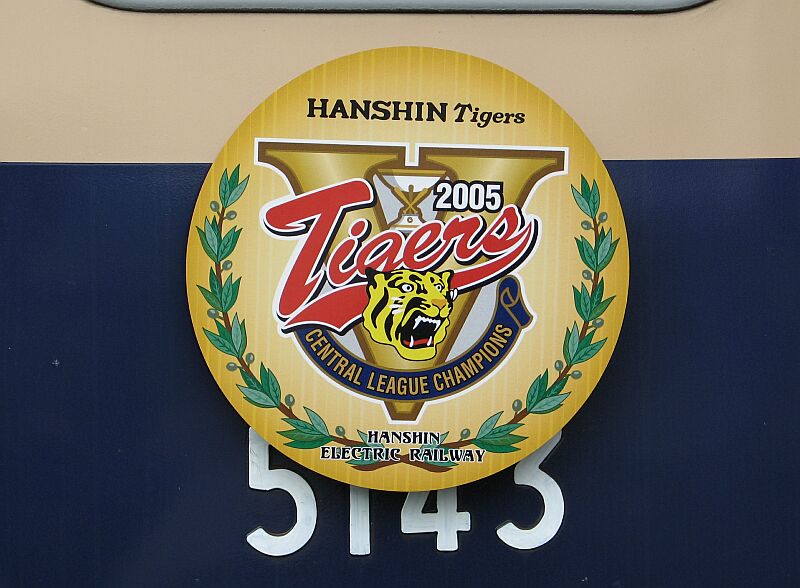 HANSHIN Tigers
2005
Tigers
CENTRAL LEAGUE CHAMPIONS
HANSHIN
ELECTRIC RAILWAY
5143